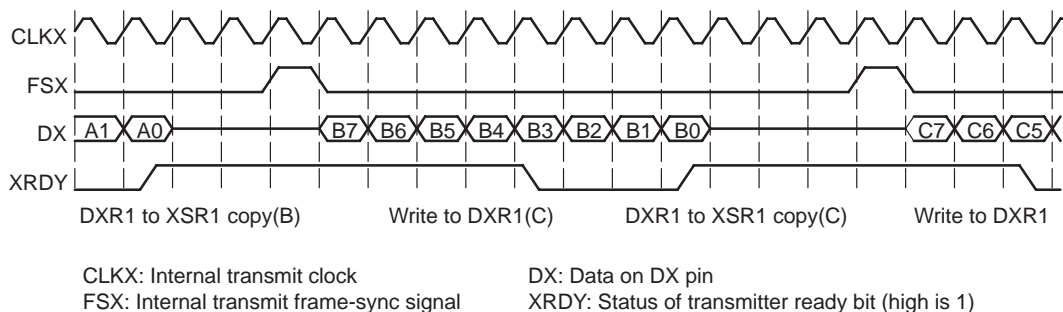 CLKX
FSX
DX A1 A0 B7 B6 B5 B4 B3 B2 B1 B0 C7 C6 C5
XRDY
DXR1 to XSR1 copy(B) Write to DXR1(C) DXR1 to XSR1 copy(C) Write to DXR1
CLKX: Internal transmit clock DX: Data on DX pin
FSX: Internal transmit frame-sync signal XRDY: Status of transmitter ready bit (high is 1)